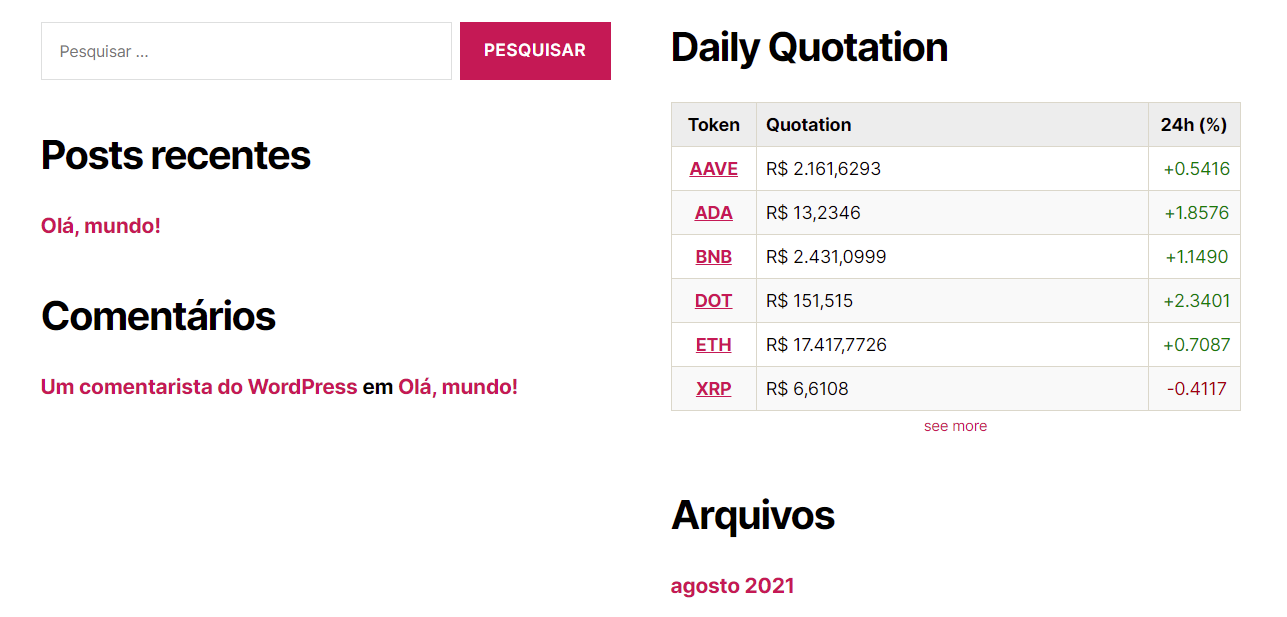 Pesquisar ...
PESQUISAR
Posts recentes
Olá, mundo!
Comentários
Um comentarista do WordPress em Olá, mundo!
Daily Quotation
Token Quotation 24h (%)
AAVE R$ 2.161,6293 +0.5416
ADA R$ 13,2346 +1.8576
BNB R$ 2.431,0999 +1.1490
DOT R$ 151,515 +2.3401
ETH R$ 17.417,7726 +0.7087
XRP R$ 6,6108 -0.4117
see more
Arquivos
agosto 2021